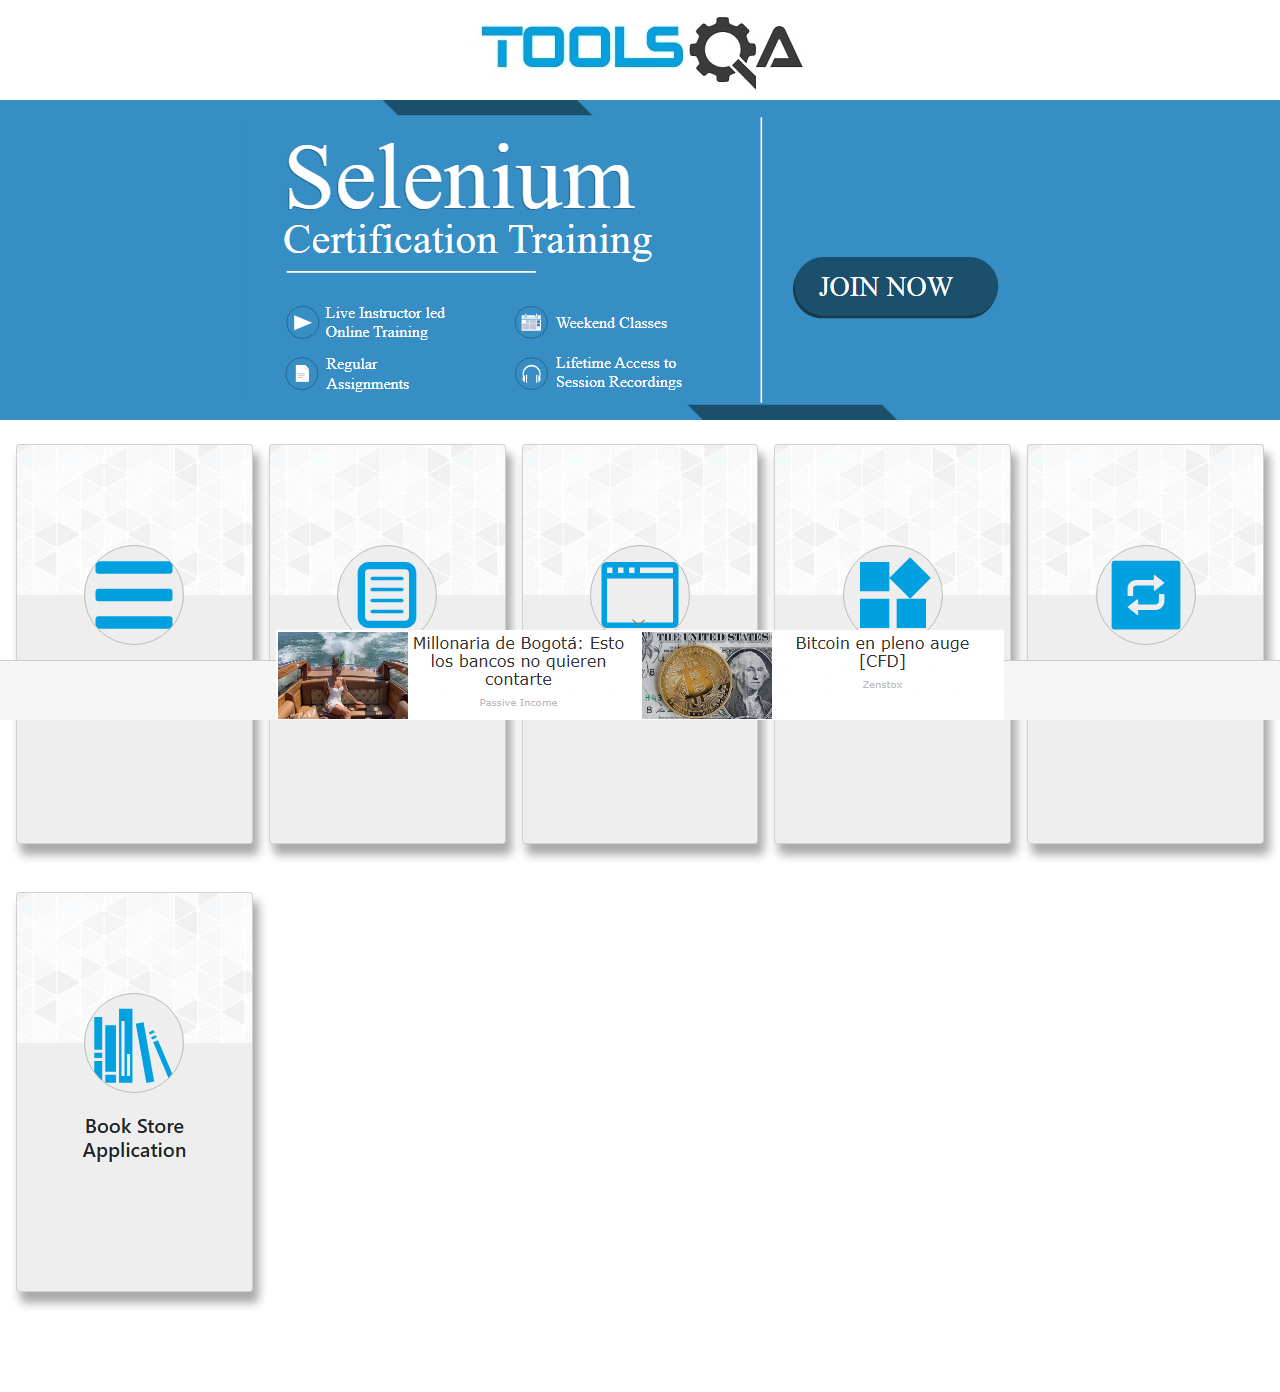 TOOLSQA
Selenium
Certification Training
JOIN NOW
Live Instructor led
Online Training
Weekend Classes
Regular
Assignments
Lifetime Access to
Session Recordings
Millonaria de Bogotá: Esto
los bancos no quieren
contarte
Passive Income
THE UNITED STATES
Bitcoin en pleno auge
[CFD]
Zenstox
Book Store
Application